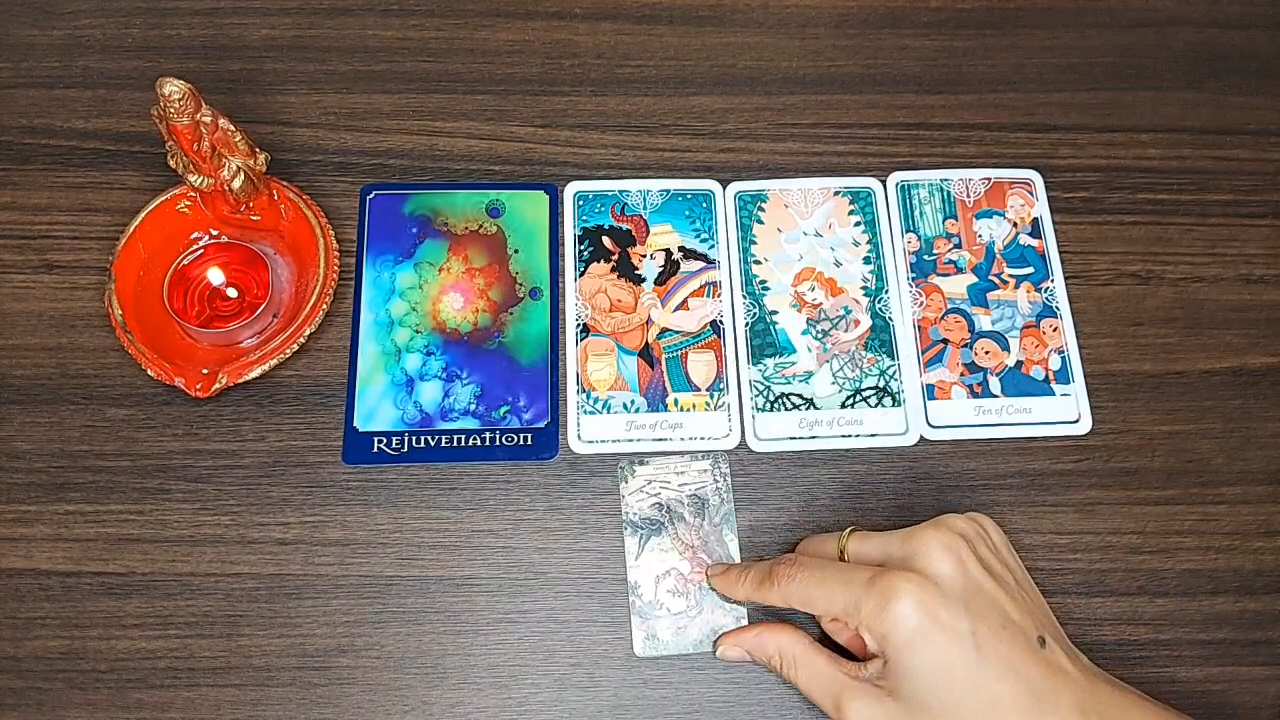 Rejuvenation
Two of Cups
Eight of Coins
Ten of Coins